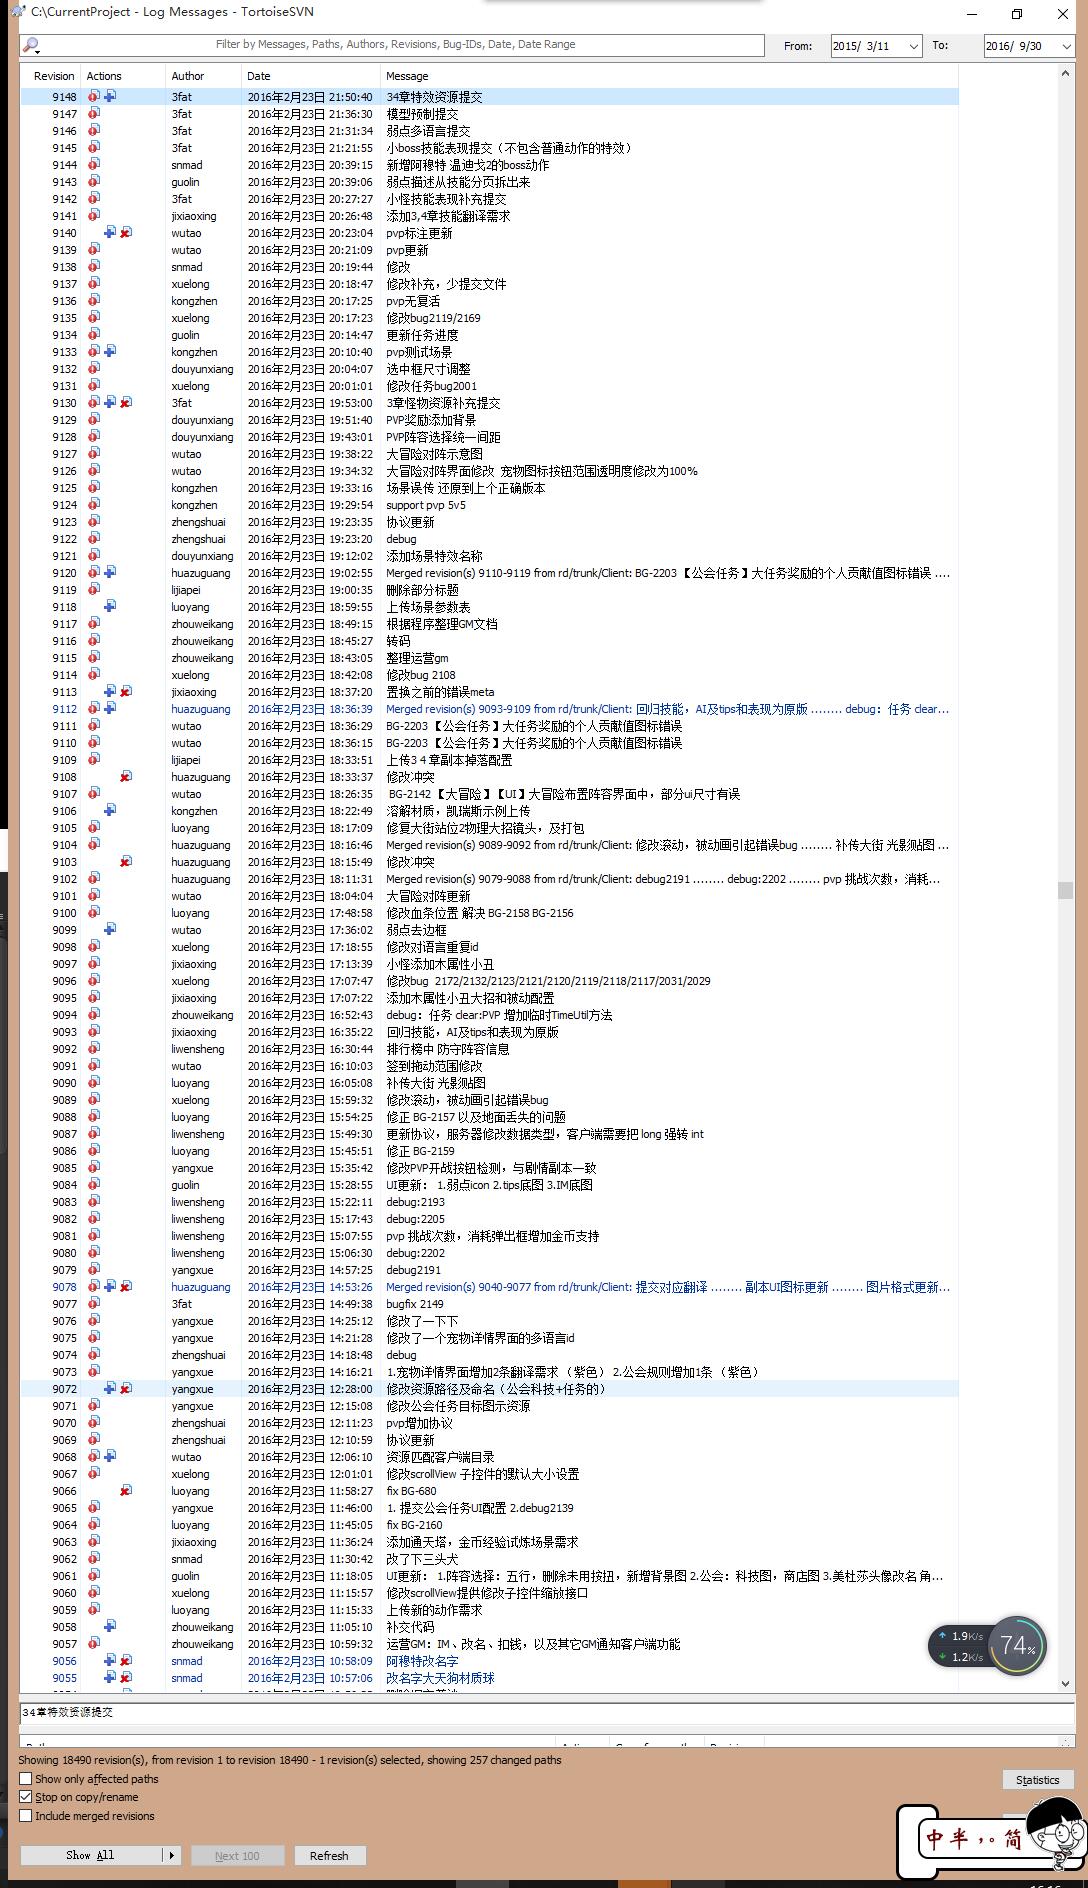 C:\CurrentProject - Log Messages - TortoiseSVN
Filter by Messages, Paths, Authors, Revisions, Bug-IDs, Date, Date Range From: 2015/ 3/11 To: 2016/ 9/30
Revision Actions Author Date Message
9148 3fat 2016年2月23日 21:50:40 34章特效资源提交
9147 3fat 2016年2月23日 21:36:30 模型预制提交
9146 3fat 2016年2月23日 21:31:34 弱点多语言提交
9145 3fat 2016年2月23日 21:21:55 小boss技能表现提交（不包含普通动作的特效）
9144 snmad 2016年2月23日 20:39:15 新增阿穆特 温迪戈2的boss动作
9143 guolin 2016年2月23日 20:39:06 弱点描述从技能分页拆出来
9142 3fat 2016年2月23日 20:27:27 小怪技能表现补充提交
9141 jixiaoxing 2016年2月23日 20:26:48 添加3,4章技能翻译需求
9140 wutao 2016年2月23日 20:23:04 pvp标注更新
9139 wutao 2016年2月23日 20:21:09 pvp更新
9138 snmad 2016年2月23日 20:19:44 修改
9137 xuelong 2016年2月23日 20:18:47 修改补充，少提交文件
9136 kongzhen 2016年2月23日 20:17:25 pvp无复活
9135 xuelong 2016年2月23日 20:17:23 修改bug2119/2169
9134 guolin 2016年2月23日 20:14:47 更新任务进度
9133 kongzhen 2016年2月23日 20:10:40 pvp测试场景
9132 douyunxiang 2016年2月23日 20:04:07 选中框尺寸调整
9131 xuelong 2016年2月23日 20:01:01 修改任务bug2001
9130 3fat 2016年2月23日 19:53:00 3章怪物资源补充提交
9129 douyunxiang 2016年2月23日 19:51:40 PVP奖励添加背景
9128 douyunxiang 2016年2月23日 19:43:01 PVP阵容选择统一间距
9127 wutao 2016年2月23日 19:38:22 大冒险对阵示意图
9126 wutao 2016年2月23日 19:34:32 大冒险对阵界面修改 宠物图标按钮范围透明度修改为100%
9125 kongzhen 2016年2月23日 19:33:16 场景误传 还原到上个正确版本
9124 kongzhen 2016年2月23日 19:29:54 support pvp 5v5
9123 zhengshuai 2016年2月23日 19:23:35 协议更新
9122 zhengshuai 2016年2月23日 19:23:20 debug
9121 douyunxiang 2016年2月23日 19:12:02 添加场景特效名称
9120 huazuguang 2016年2月23日 19:02:55 Merged revision(s) 9110-9119 from rd/trunk/Client: BG-2203 【公会任务】大任务奖励的个人贡献值图标错误 ....
9119 lijiapei 2016年2月23日 19:00:35 删除部分标题
9118 luoyang 2016年2月23日 18:59:55 上传场景参数表
9117 zhouweikang 2016年2月23日 18:49:15 根据程序整理GM文档
9116 zhouweikang 2016年2月23日 18:45:27 转码
9115 zhouweikang 2016年2月23日 18:43:05 整理运营gm
9114 xuelong 2016年2月23日 18:42:08 修改bug 2108
9113 jixiaoxing 2016年2月23日 18:37:20 置换之前的错误meta
9112 huazuguang 2016年2月23日 18:36:39 Merged revision(s) 9093-9109 from rd/trunk/Client: 回归技能，AI及tips和表现为原版 ........ debug：任务 clear...
9111 wutao 2016年2月23日 18:36:29 BG-2203 【公会任务】大任务奖励的个人贡献值图标错误
9110 wutao 2016年2月23日 18:36:15 BG-2203 【公会任务】大任务奖励的个人贡献值图标错误
9109 lijiapei 2016年2月23日 18:33:51 上传3 4 章副本掉落配置
9108 huazuguang 2016年2月23日 18:33:37 修改冲突
9107 wutao 2016年2月23日 18:26:35 BG-2142 【大冒险】【UI】大冒险布置阵容界面中，部分ui尺寸有误
9106 kongzhen 2016年2月23日 18:22:49 溶解材质，凯瑞斯示例上传
9105 luoyang 2016年2月23日 18:17:09 修复大街站位2物理大招镜头，及打包
9104 huazuguang 2016年2月23日 18:16:46 Merged revision(s) 9089-9092 from rd/trunk/Client: 修改滚动，被动画引起错误bug ........ 补传大街 光影贴图 ...
9103 huazuguang 2016年2月23日 18:15:49 修改冲突
9102 huazuguang 2016年2月23日 18:11:31 Merged revision(s) 9079-9088 from rd/trunk/Client: debug2191 ........ debug:2202 ........ pvp 挑战次数，消耗...
9101 wutao 2016年2月23日 18:04:04 大冒险对阵更新
9100 luoyang 2016年2月23日 17:48:58 修改血条位置 解决 BG-2158 BG-2156
9099 wutao 2016年2月23日 17:36:02 弱点去边框
9098 xuelong 2016年2月23日 17:18:55 修改对语言重复id
9097 jixiaoxing 2016年2月23日 17:13:39 小怪添加木属性小丑
9096 xuelong 2016年2月23日 17:07:47 修改bug 2172/2132/2123/2121/2120/2119/2118/2117/2031/2029
9095 jixiaoxing 2016年2月23日 17:07:22 添加木属性小丑大招和被动配置
9094 zhouweikang 2016年2月23日 16:52:43 debug：任务 clear:PVP 增加临时TimeUtil方法
9093 jixiaoxing 2016年2月23日 16:35:22 回归技能，AI及tips和表现为原版
9092 liwensheng 2016年2月23日 16:30:44 排行榜中 防守阵容信息
9091 wutao 2016年2月23日 16:10:03 签到拖动范围修改
9090 luoyang 2016年2月23日 16:05:08 补传大街 光影贴图
9089 xuelong 2016年2月23日 15:59:32 修改滚动，被动画引起错误bug
9088 luoyang 2016年2月23日 15:54:25 修正 BG-2157 以及地面丢失的问题
9087 liwensheng 2016年2月23日 15:49:30 更新协议，服务器修改数据类型，客户端需要把 long 强转 int
9086 luoyang 2016年2月23日 15:45:51 修正 BG-2159
9085 yangxue 2016年2月23日 15:35:42 修改PVP开战按钮检测，与剧情副本一致
9084 guolin 2016年2月23日 15:28:55 UI更新： 1.弱点icon 2.tips底图 3.IM底图
9083 liwensheng 2016年2月23日 15:22:11 debug:2193
9082 liwensheng 2016年2月23日 15:17:43 debug:2205
9081 liwensheng 2016年2月23日 15:07:55 pvp 挑战次数，消耗弹出框增加金币支持
9080 liwensheng 2016年2月23日 15:06:30 debug:2202
9079 yangxue 2016年2月23日 14:57:25 debug2191
9078 huazuguang 2016年2月23日 14:53:26 Merged revision(s) 9040-9077 from rd/trunk/Client: 提交对应翻译 ........ 副本UI图标更新 ........ 图片格式更新...
9077 3fat 2016年2月23日 14:49:38 bugfix 2149
9076 yangxue 2016年2月23日 14:25:12 修改了一下下
9075 yangxue 2016年2月23日 14:21:28 修改了一个宠物详情界面的多语言id
9074 zhengshuai 2016年2月23日 14:18:48 debug
9073 yangxue 2016年2月23日 14:16:21 1.宠物详情界面增加2条翻译需求 （紫色） 2.公会规则增加1条 （紫色）
9072 yangxue 2016年2月23日 12:28:00 修改资源路径及命名（公会科技+任务的）
9071 yangxue 2016年2月23日 12:15:08 修改公会任务目标图示资源
9070 zhengshuai 2016年2月23日 12:11:23 pvp增加协议
9069 zhengshuai 2016年2月23日 12:10:59 协议更新
9068 wutao 2016年2月23日 12:06:10 资源匹配客户端目录
9067 xuelong 2016年2月23日 12:01:01 修改scrollView 子控件的默认大小设置
9066 luoyang 2016年2月23日 11:58:27 fix BG-680
9065 yangxue 2016年2月23日 11:46:00 1. 提交公会任务UI配置 2.debug2139
9064 luoyang 2016年2月23日 11:45:05 fix BG-2160
9063 jixiaoxing 2016年2月23日 11:36:24 添加通天塔，金币经验试炼场景需求
9062 snmad 2016年2月23日 11:30:42 改了下三头犬
9061 guolin 2016年2月23日 11:18:05 UI更新： 1.阵容选择：五行，删除未用按扭，新增背景图 2.公会：科技图，商店图 3.美杜莎头像改名 角...
9060 xuelong 2016年2月23日 11:15:57 修改scrollView提供修改子控件缩放接口
9059 luoyang 2016年2月23日 11:15:33 上传新的动作需求
9058 zhouweikang 2016年2月23日 11:05:10 补交代码
9057 zhouweikang 2016年2月23日 10:59:32 运营GM：IM、改名、扣钱，以及其它GM通知客户端功能
9056 snmad 2016年2月23日 10:58:09 阿穆特改名字
9055 snmad 2016年2月23日 10:57:06 改名字大天狗材质球
1.9K/s
1.2K/s
74%
34章特效资源提交
Showing 18490 revision(s), from revision 1 to revision 18490 - 1 revision(s) selected, showing 257 changed paths
Show only affected paths
Statistics
Stop on copy/rename
Include merged revisions
中 半 ，。 简
Show All Next 100 Refresh